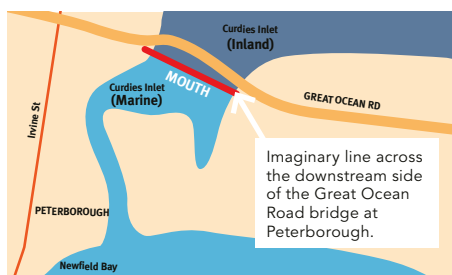 Curdies Inlet
(Inland)
Curdies Inlet
(Marine)
MOUTH
GREAT OCEAN RD
Irvine St
Imaginary line across
the downstream side
of the Great Ocean
Road bridge at
Peterborough.
PETERBOROUGH
Newfield Bay